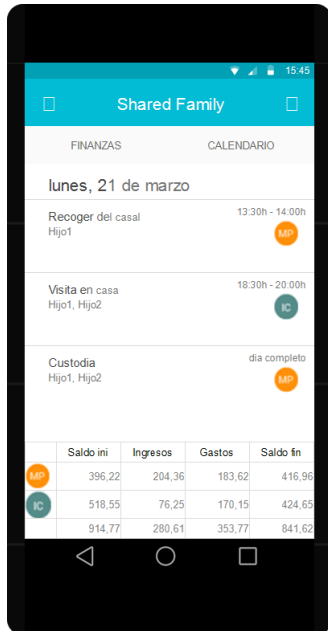 15:45
Shared Family
FINANZAS CALENDARIO
lunes, 21 de marzo
Recoger del casal 13:30h - 14:00h
Hijo1 MP
Visita en casa 18:30h - 20:00h
Hijo1, Hijo2 IC
Custodia dia completo
Hijo1, Hijo2 MP
Saldo ini Ingresos Gastos Saldo fin
MP 396,22 204,36 183,62 416,96
IC 518,55 76,25 170,15 424,65
914,77 280,61 353,77 841,62